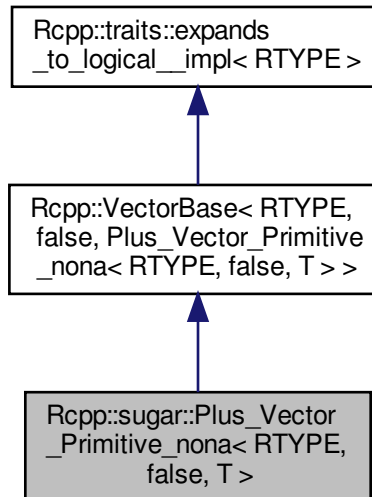 Rcpp::traits::expands
_to_logical__impl< RTYPE >
Rcpp::VectorBase< RTYPE,
false, Plus_Vector_Primitive
_nona< RTYPE, false, T > >
Rcpp::sugar::Plus_Vector
_Primitive_nona< RTYPE,
false, T >